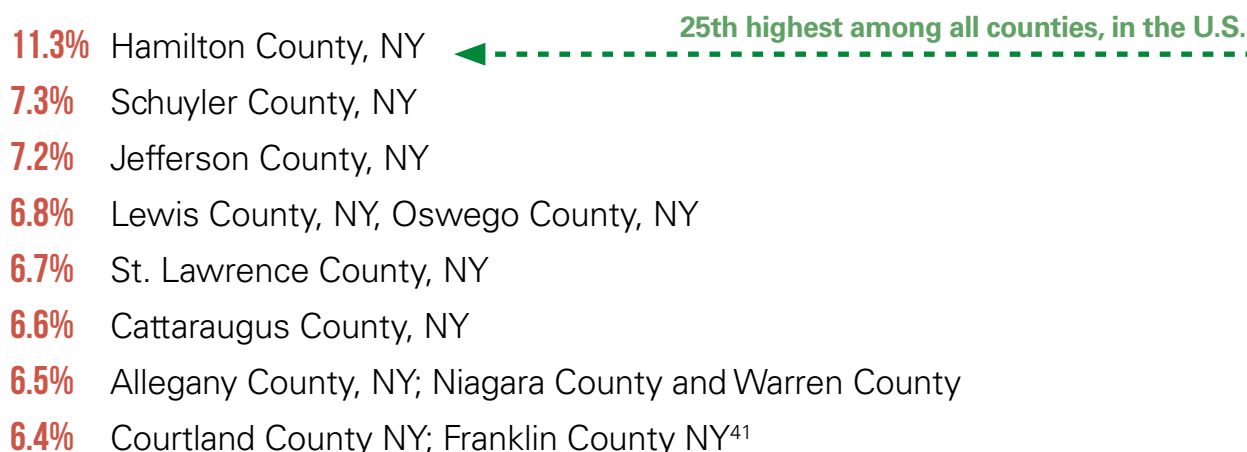 25th highest among all counties, in the U.S.
11.3% Hamilton County, NY
7.3% Schuyler County, NY
7.2% Jefferson County, NY
6.8% Lewis County, NY, Oswego County, NY
6.7% St. Lawrence County, NY
6.6% Cattaraugus County, NY
6.5% Allegany County, NY; Niagara County and Warren County
6.4% Courtland County NY; Franklin County NY⁴¹